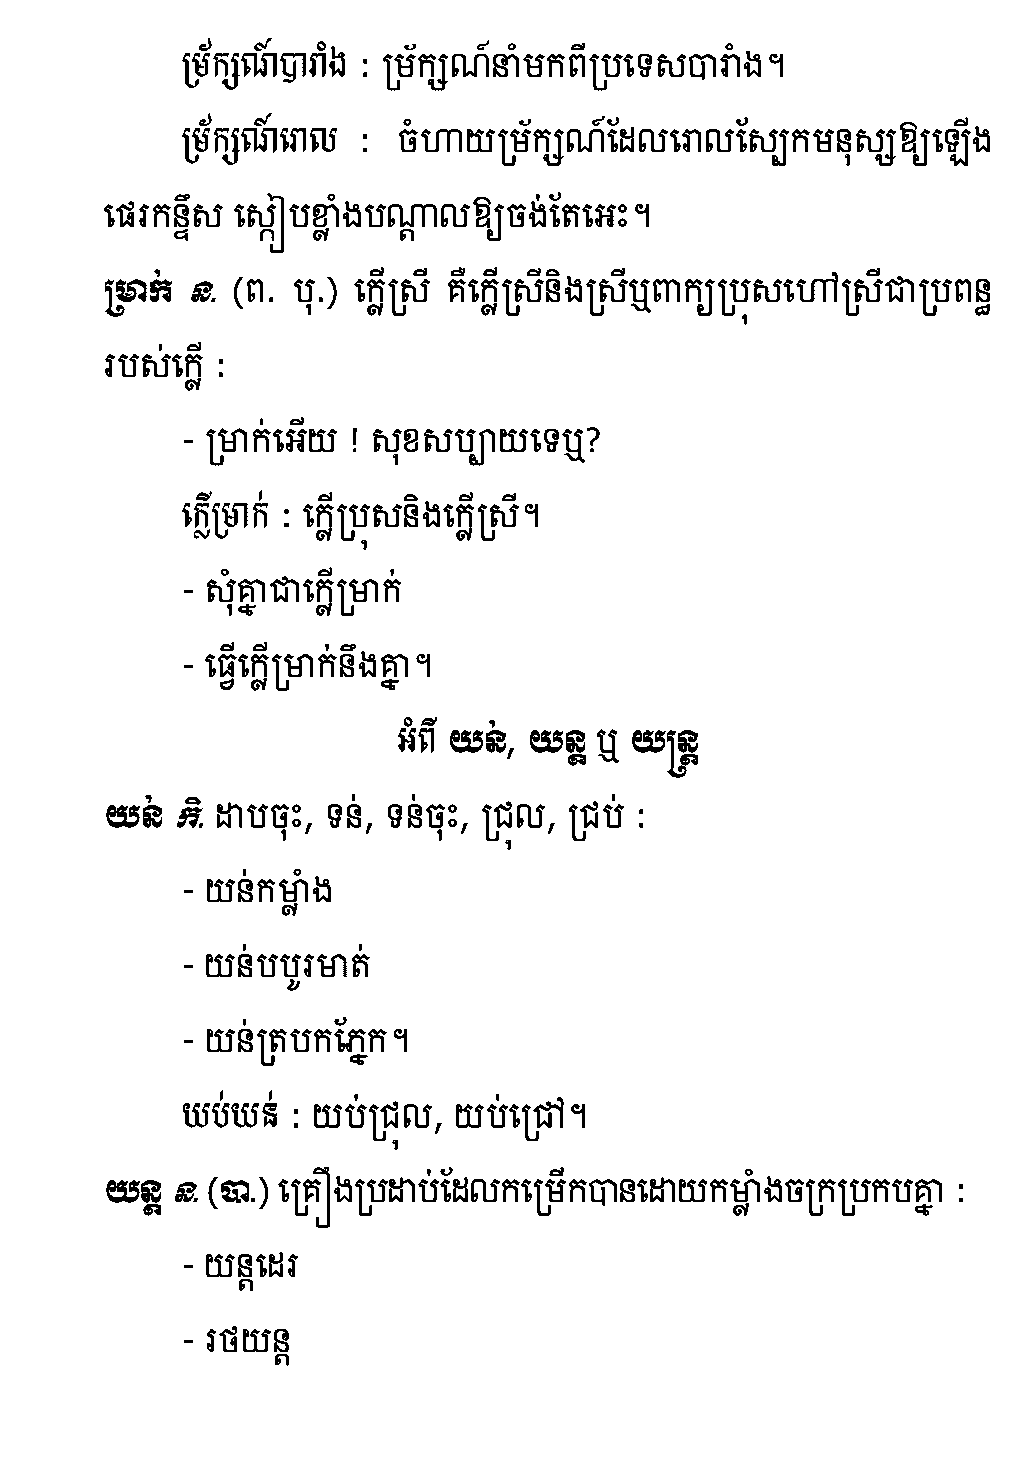 ម្រ័ក្សណ៍បារាំង : ម្រ័ក្សណ៍នាំមកពីប្រទេសបារាំង។
ម្រ័ក្សណ៍រោល : ចំហាយម្រ័ក្សណ៍ដែលរោលស្បែកមនុស្សឱ្យឡើង
ផេរកន្ទឹស ស្កៀបខ្លាំងបណ្ដាលឱ្យចង់តែអេះ។
ម្រាក់ ន. (ព. បុ.) ក្លើស្រី គឺក្លើស្រីនិងស្រីឬពាក្យប្រុសហៅស្រីជាប្រពន្ធ
របស់ក្លើ :
- ម្រាក់អើយ ! សុខសប្បាយទេឬ?
ក្លើម្រាក់ : ក្លើប្រុសនិងក្លើស្រី។
- សុំគ្នាជាក្លើម្រាក់
- ធ្វើក្លើម្រាក់នឹងគ្នា។
អំពី យន់, យន្ត ឬ យន្ត្រ
យន់ កិ. ដាបចុះ, ទន់, ទន់ចុះ, ជ្រុល, ជ្រប់ :
- យន់កម្លាំង
- យន់បបូរមាត់
- យន់ត្របកភ្នែក។
យប់យន់ : យប់ជ្រុល, យប់ជ្រៅ។
យន្ត ន. (បា.) គ្រឿងប្រដាប់ដែលកម្រើកបានដោយកម្លាំងចក្រប្រកបគ្នា :
- យន្តដេរ
- រថយន្ត